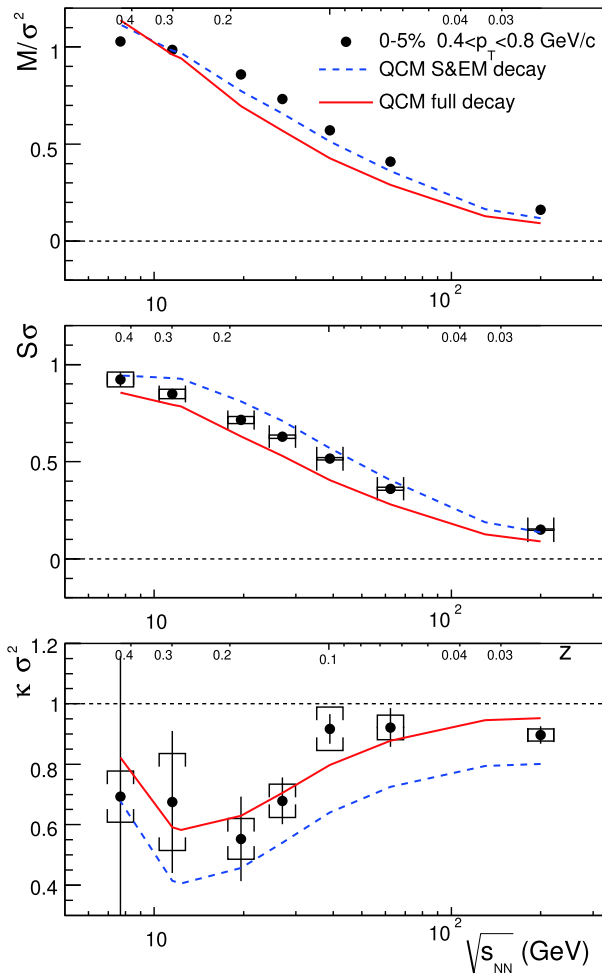 0.4 0.3 0.2 0.04 0.03
M/σ²
1
0.5
0
0-5% 0.4<p_T<0.8 GeV/c
QCM S&EM decay
QCM full decay
10 10²
0.4 0.3 0.2 0.04 0.03
Sσ
1
0.5
0
10 10²
0.4 0.3 0.2 0.1 0.04 0.03 z
κ σ²
1.2
1
0.8
0.6
0.4
10 10²
√s_NN (GeV)